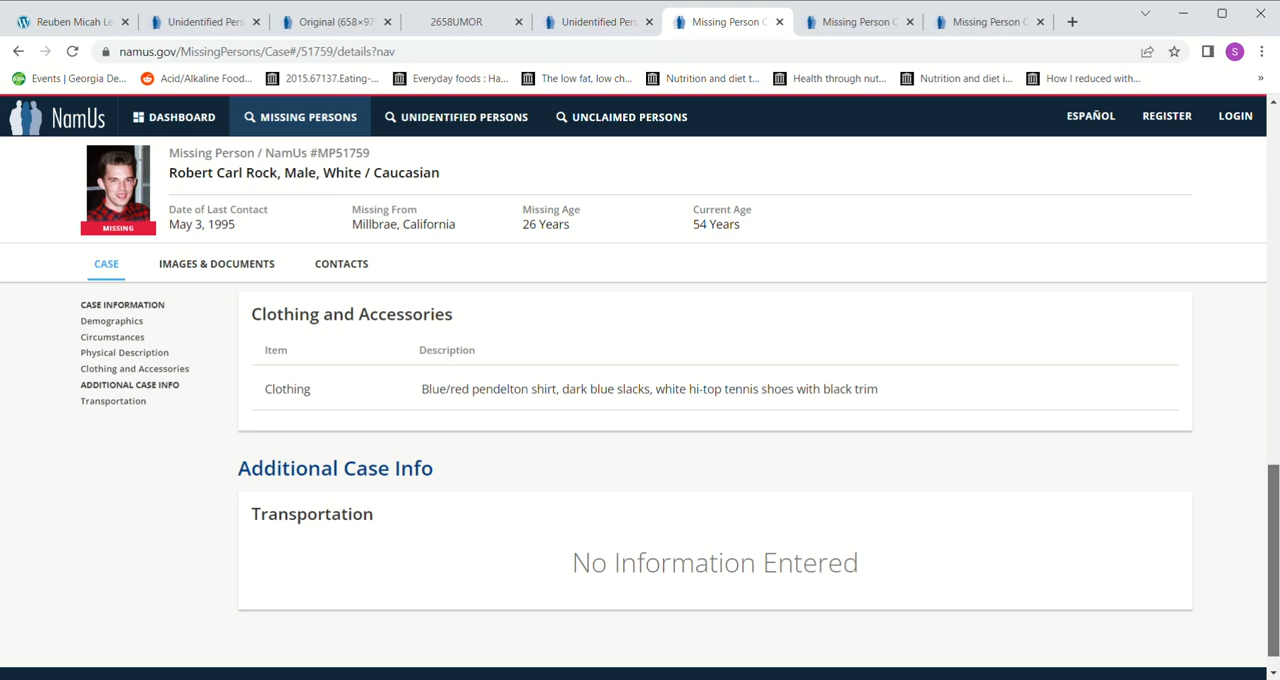 Reuben Micah Le
Unidentified Pers
Original (658×97
2658UMOR
Unidentified Pers
Missing Person C
Missing Person C
Missing Person C
namus.gov/MissingPersons/Case#/51759/details?nav
S
Events | Georgia De...
Acid/Alkaline Food...
2015.67137.Eating-...
Everyday foods : Ha...
The low fat, low ch...
Nutrition and diet t...
Health through nut...
Nutrition and diet i...
How I reduced with...
»
NamUs
DASHBOARD
MISSING PERSONS
UNIDENTIFIED PERSONS
UNCLAIMED PERSONS
ESPAÑOL
REGISTER
LOGIN
Missing Person / NamUs #MP51759
Robert Carl Rock, Male, White / Caucasian
MISSING
Date of Last Contact
May 3, 1995
Missing From
Millbrae, California
Missing Age
26 Years
Current Age
54 Years
CASE
IMAGES & DOCUMENTS
CONTACTS
CASE INFORMATION
Demographics
Circumstances
Physical Description
Clothing and Accessories
ADDITIONAL CASE INFO
Transportation
Clothing and Accessories
Item Description
Clothing Blue/red pendelton shirt, dark blue slacks, white hi-top tennis shoes with black trim
Additional Case Info
Transportation
No Information Entered